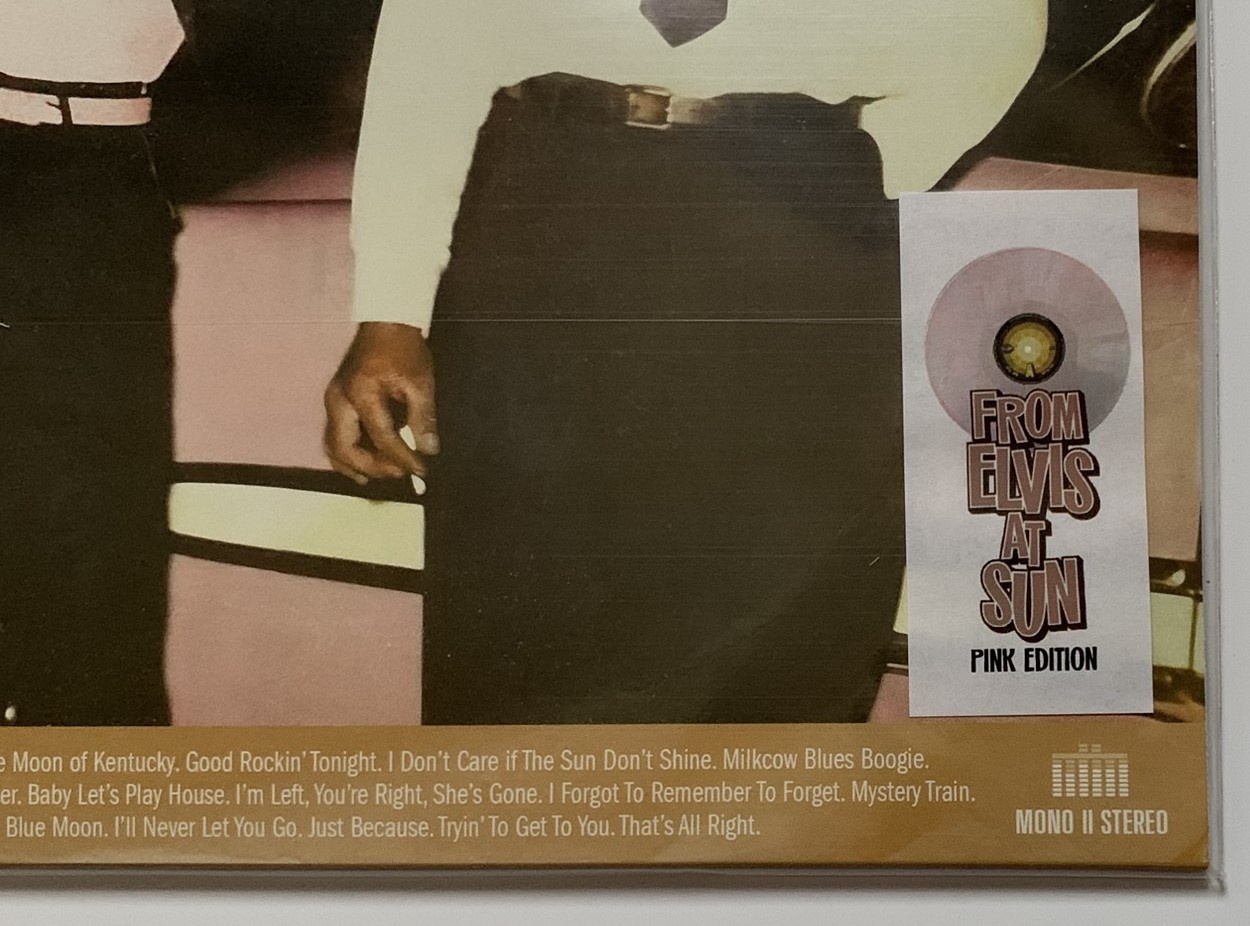 FROM
ELVIS
AT
SUN
PINK EDITION
Moon of Kentucky. Good Rockin' Tonight. I Don't Care if The Sun Don't Shine. Milkcow Blues Boogie.
er. Baby Let's Play House. I'm Left, You're Right, She's Gone. I Forgot To Remember To Forget. Mystery Train.
Blue Moon. I'll Never Let You Go. Just Because. Tryin' To Get To You. That's All Right.
MONO II STEREO